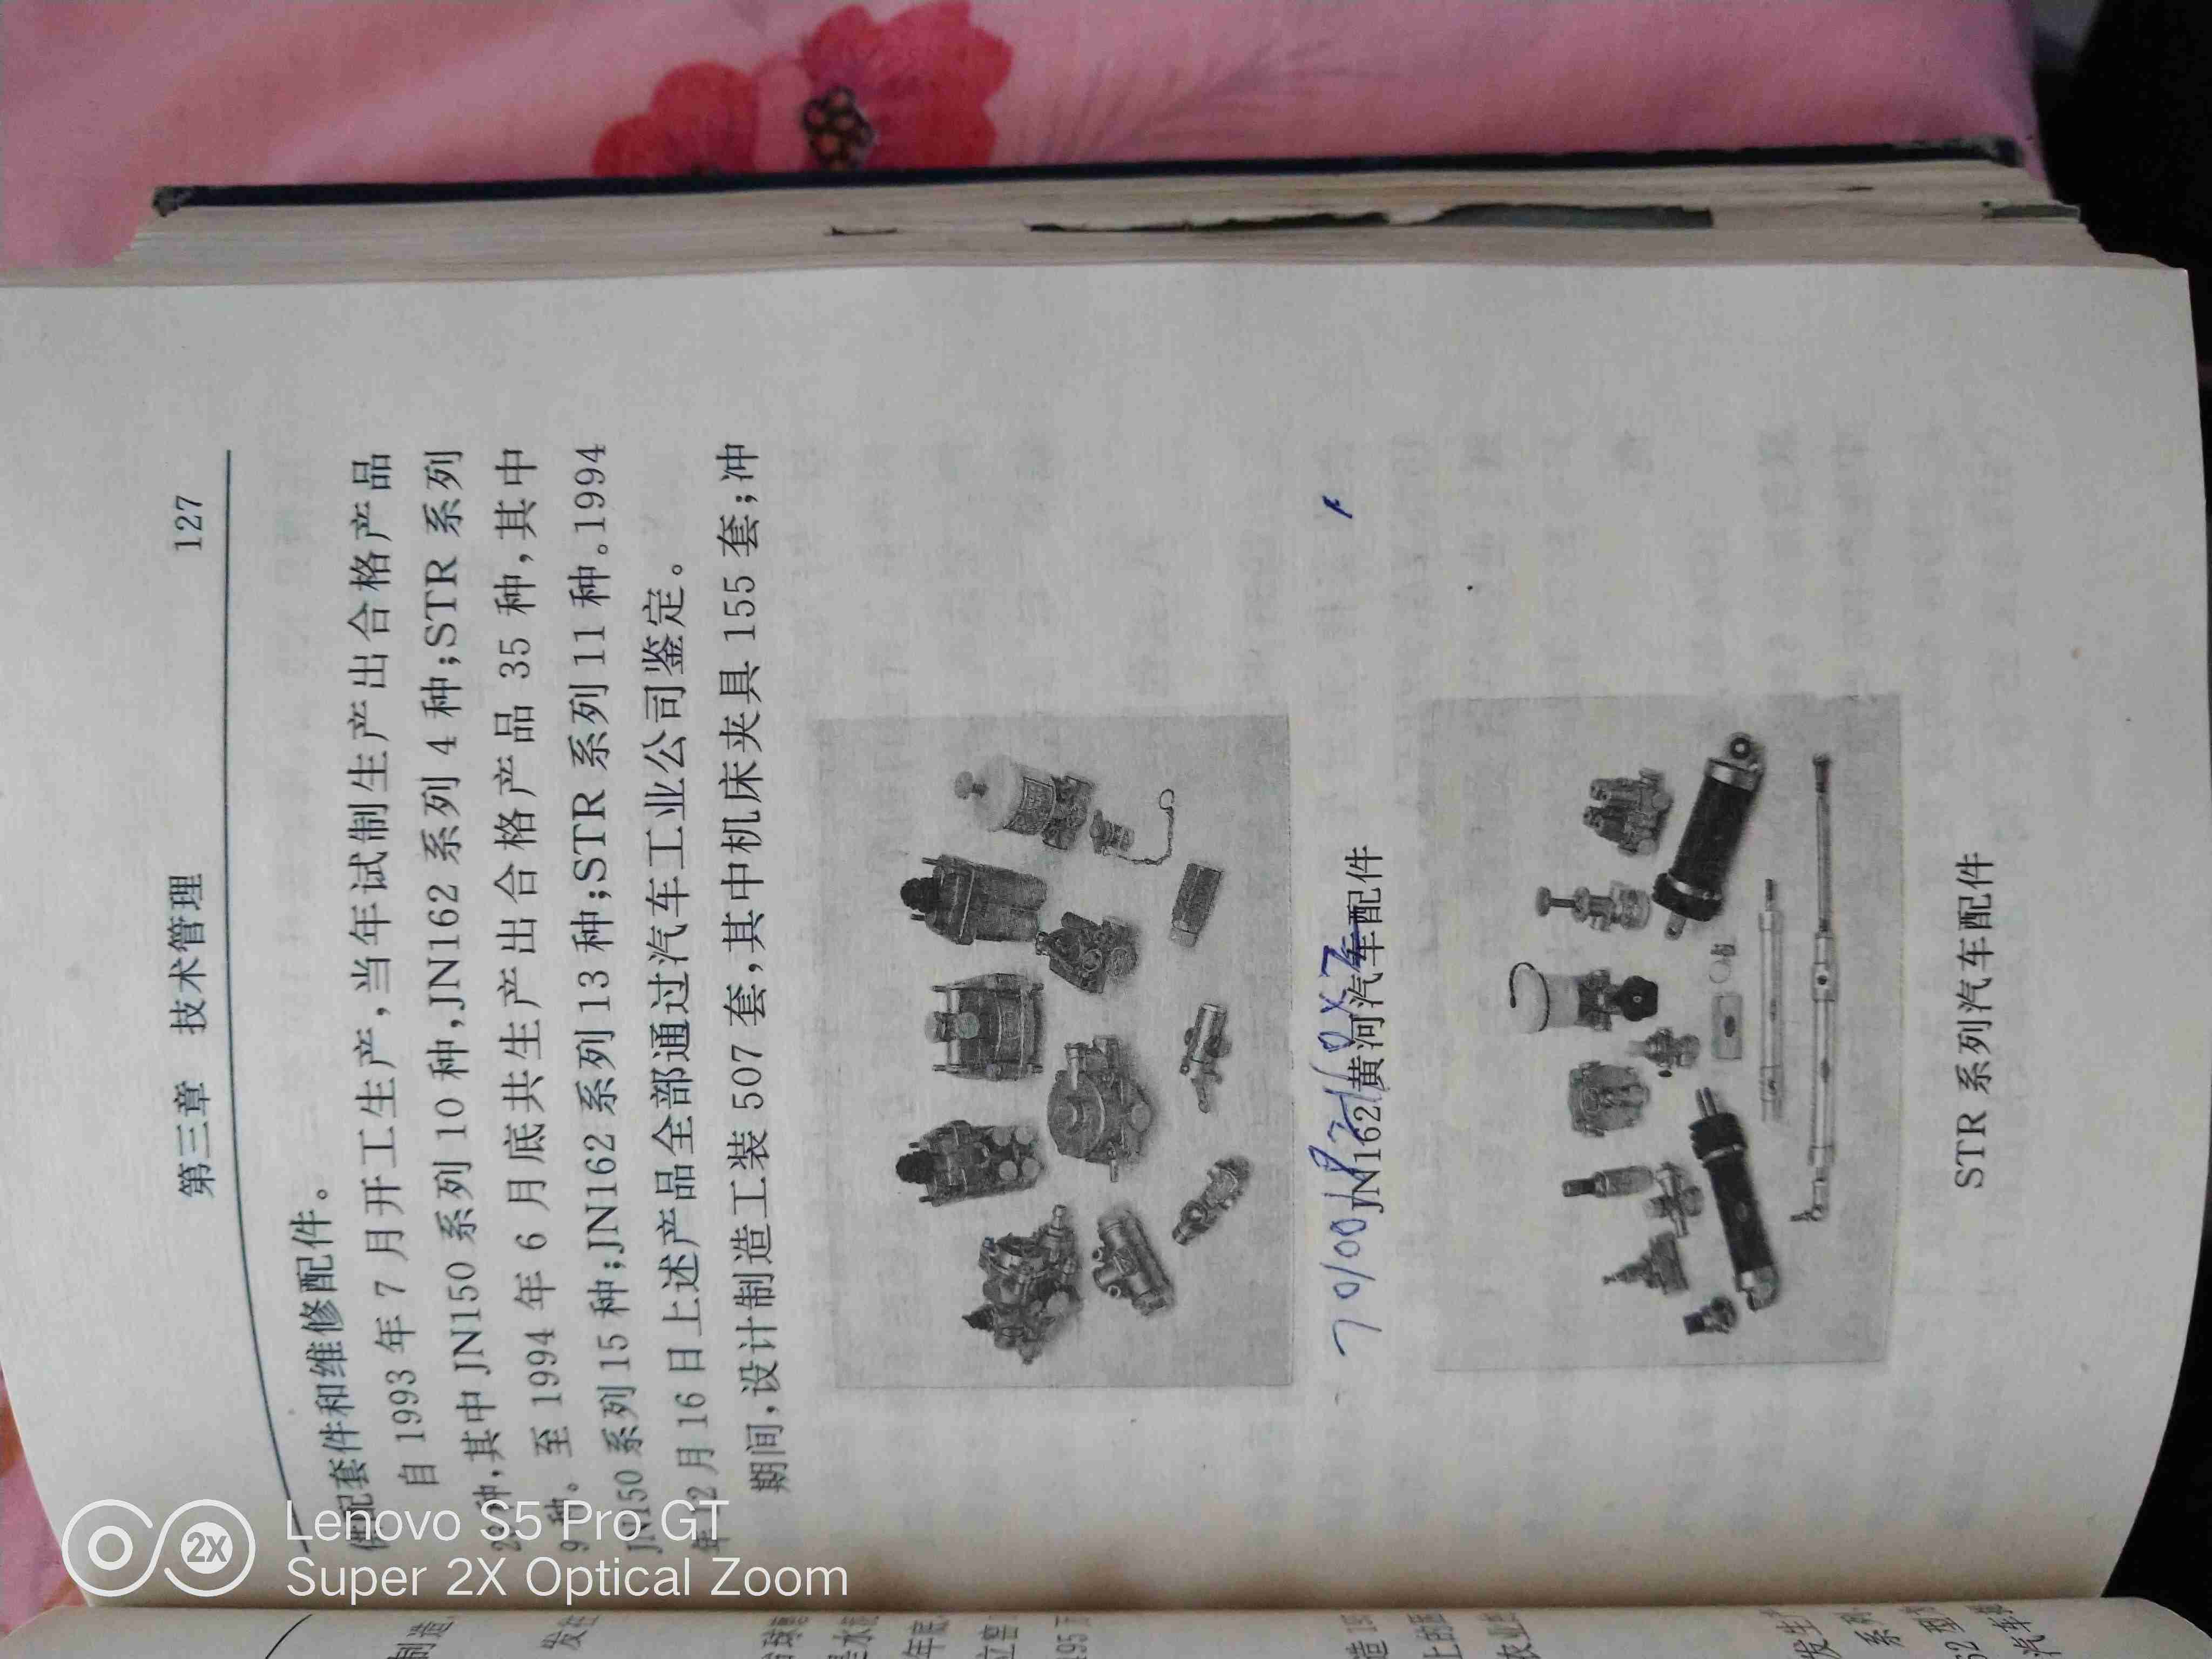 第三章 技术管理 127
供配套件和维修配件。
自 1993 年 7 月开工生产,当年试制生产出合格产品
23 种,其中 JN150 系列 10 种,JN162 系列 4 种;STR 系列
9 种。至 1994 年 6 月底共生产出合格产品 35 种,其中
JN150 系列 15 种;JN162 系列 13 种;STR 系列 11 种。1994
年 12 月 16 日上述产品全部通过汽车工业公司鉴定。
期间,设计制造工装 507 套,其中机床夹具 155 套;冲
JN162 黄河汽车配件
STR 系列汽车配件
Lenovo S5 Pro GT
Super 2X Optical Zoom
2X